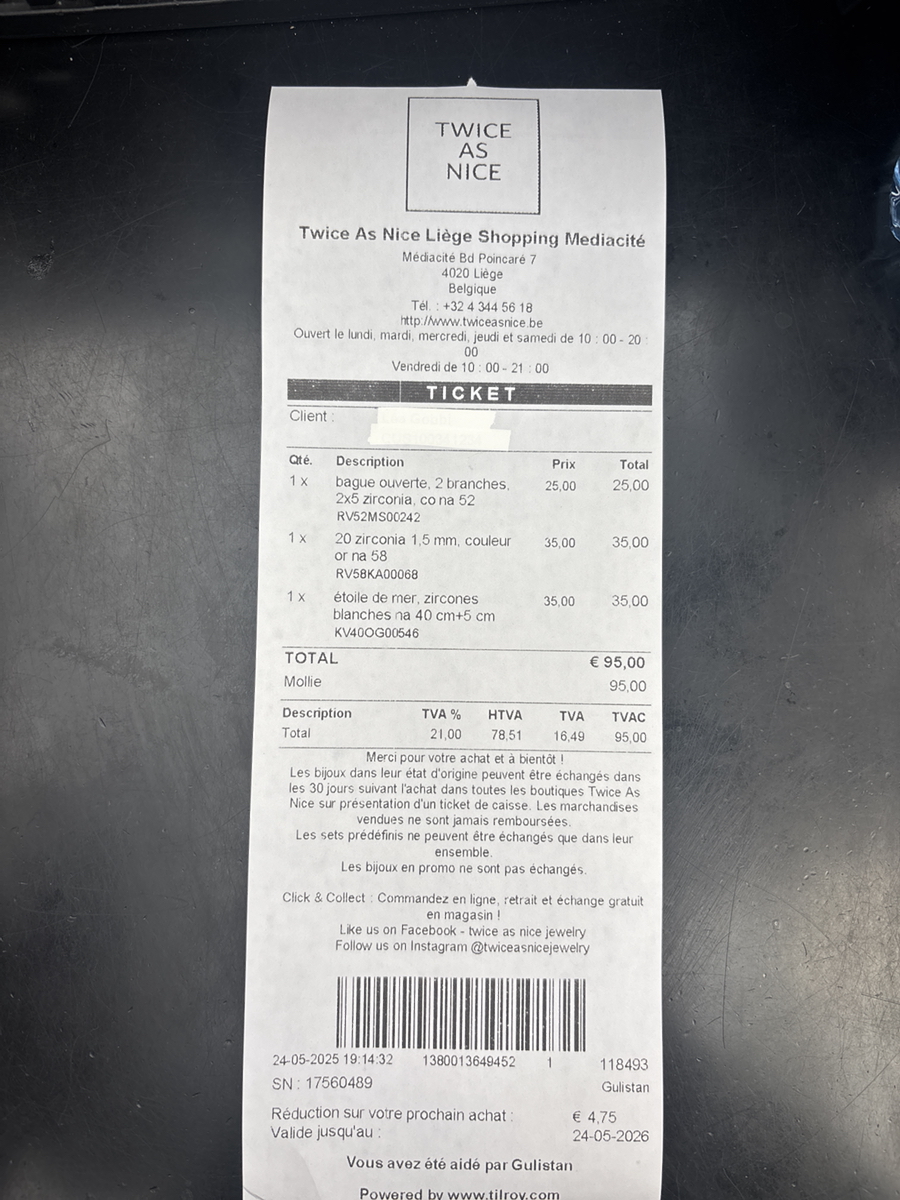 TWICE
AS
NICE
Twice As Nice Liège Shopping Mediacité
Médiacité Bd Poincaré 7
4020 Liège
Belgique
Tél. : +32 4 344 56 18
http://www.twiceasnice.be
Ouvert le lundi, mardi, mercredi, jeudi et samedi de 10 : 00 - 20 :
00
Vendredi de 10 : 00 - 21 : 00
TICKET
Client :
Qté. Description Prix Total
1 x bague ouverte, 2 branches, 25,00 25,00
2x5 zirconia, co na 52
RV52MS00242
1 x 20 zirconia 1,5 mm, couleur 35,00 35,00
or na 58
RV58KA00068
1 x étoile de mer, zircones 35,00 35,00
blanches na 40 cm+5 cm
KV40OG00546
TOTAL € 95,00
Mollie 95,00
Description TVA % HTVA TVA TVAC
Total 21,00 78,51 16,49 95,00
Merci pour votre achat et à bientôt !
Les bijoux dans leur état d'origine peuvent être échangés dans
les 30 jours suivant l'achat dans toutes les boutiques Twice As
Nice sur présentation d'un ticket de caisse. Les marchandises
vendues ne sont jamais remboursées.
Les sets prédéfinis ne peuvent être échangés que dans leur
ensemble.
Les bijoux en promo ne sont pas échangés.
Click & Collect : Commandez en ligne, retrait et échange gratuit
en magasin !
Like us on Facebook - twice as nice jewelry
Follow us on Instagram @twiceasnicejewelry
24-05-2025 19:14:32 1380013649452 1 118493
SN : 17560489 Gulistan
Réduction sur votre prochain achat : € 4,75
Valide jusqu'au : 24-05-2026
Vous avez été aidé par Gulistan
Powered by www.tilroy.com